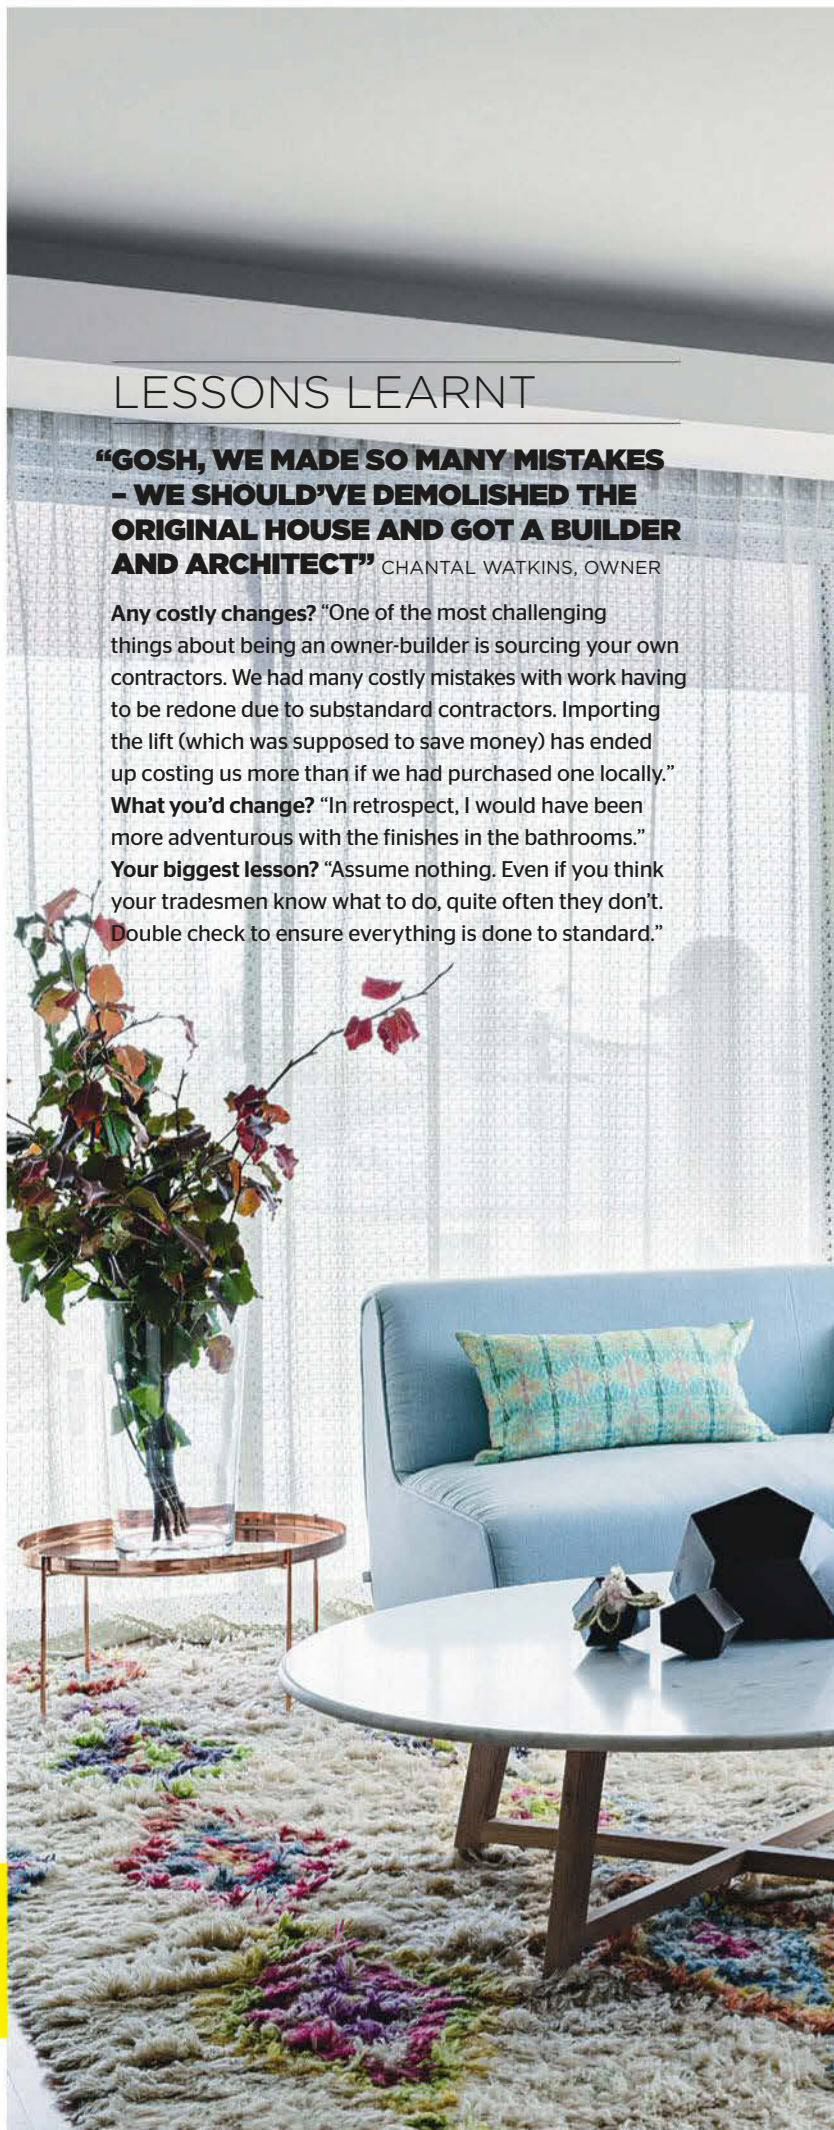 LESSONS LEARNT
“GOSH, WE MADE SO MANY MISTAKES
– WE SHOULD’VE DEMOLISHED THE
ORIGINAL HOUSE AND GOT A BUILDER
AND ARCHITECT” CHANTAL WATKINS, OWNER
Any costly changes? “One of the most challenging
things about being an owner-builder is sourcing your own
contractors. We had many costly mistakes with work having
to be redone due to substandard contractors. Importing
the lift (which was supposed to save money) has ended
up costing us more than if we had purchased one locally.”
What you’d change? “In retrospect, I would have been
more adventurous with the finishes in the bathrooms.”
Your biggest lesson? “Assume nothing. Even if you think
your tradesmen know what to do, quite often they don’t.
Double check to ensure everything is done to standard.”